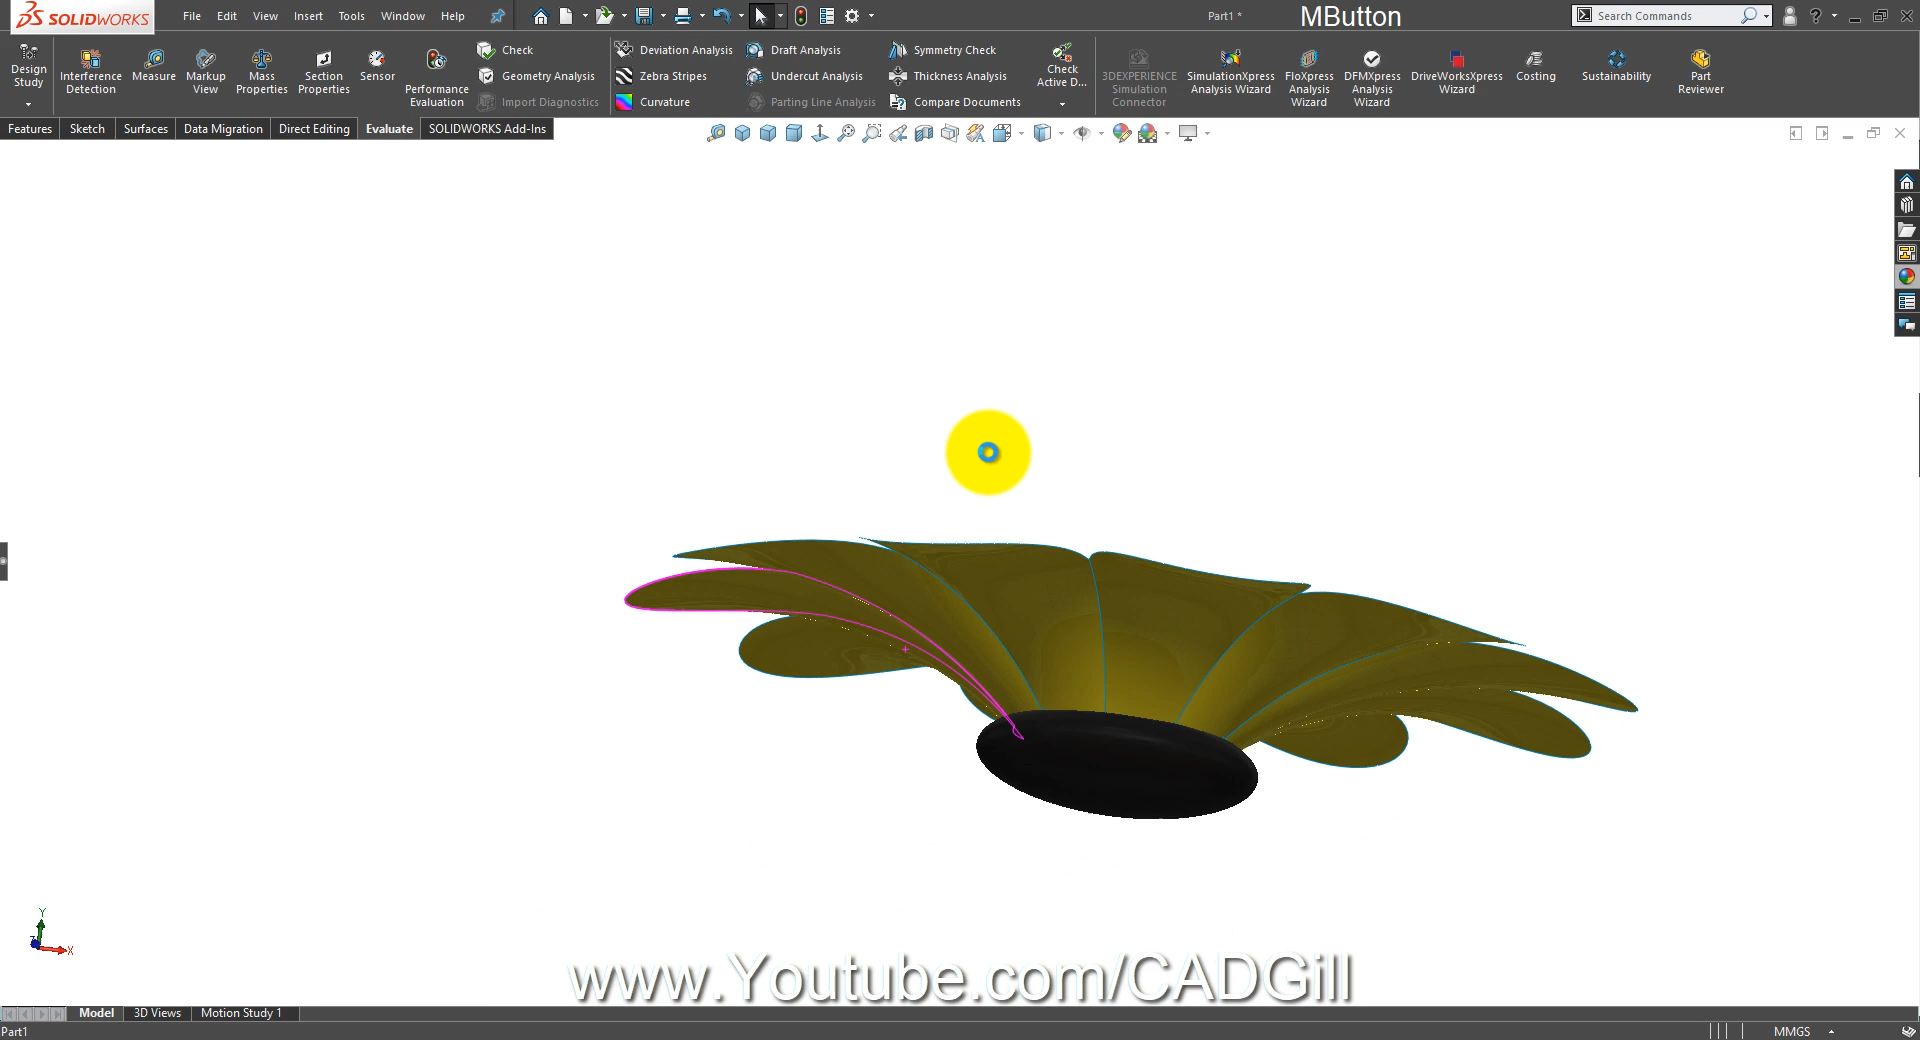 SOLIDWORKS File Edit View Insert Tools Window Help Part1 * MButton Search Commands
Design Study
Interference Detection
Measure
Markup View
Mass Properties
Section Properties
Sensor
Performance Evaluation
Check
Geometry Analysis
Import Diagnostics
Deviation Analysis
Zebra Stripes
Curvature
Draft Analysis
Undercut Analysis
Parting Line Analysis
Symmetry Check
Thickness Analysis
Compare Documents
Check Active D...
3DEXPERIENCE Simulation Connector
SimulationXpress Analysis Wizard
FloXpress Analysis Wizard
DFMXpress Analysis Wizard
DriveWorksXpress Wizard
Costing
Sustainability
Part Reviewer
Features Sketch Surfaces Data Migration Direct Editing Evaluate SOLIDWORKS Add-Ins
Y
Z
X
www.Youtube.com/CADGill
Model 3D Views Motion Study 1
Part1 MMGS